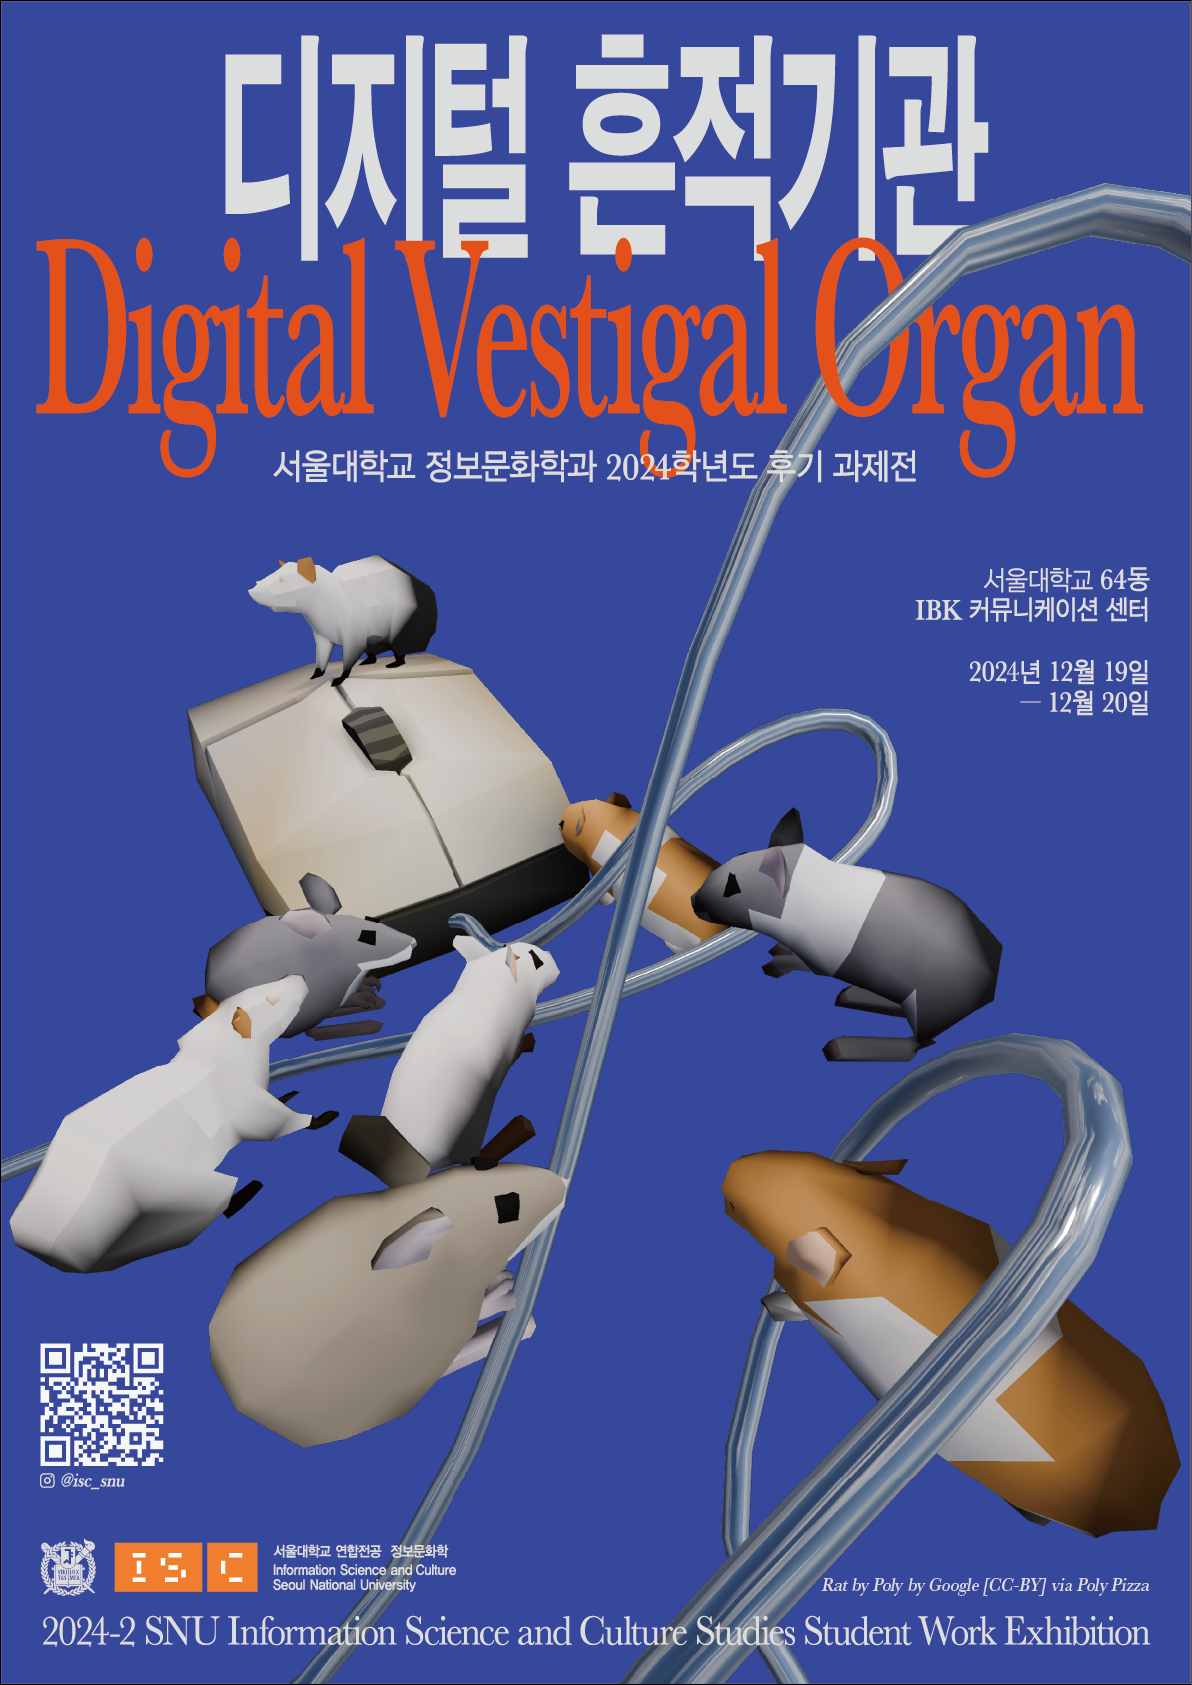 디지털 흔적기관
Digital Vestigal Organ
서울대학교 정보문화학과 2024학년도 후기 과제전
서울대학교 64동
IBK 커뮤니케이션 센터
2024년 12월 19일
— 12월 20일
@isc_snu
ISC
서울대학교 연합전공 정보문화학
Information Science and Culture
Seoul National University
Rat by Poly by Google [CC-BY] via Poly Pizza
2024-2 SNU Information Science and Culture Studies Student Work Exhibition